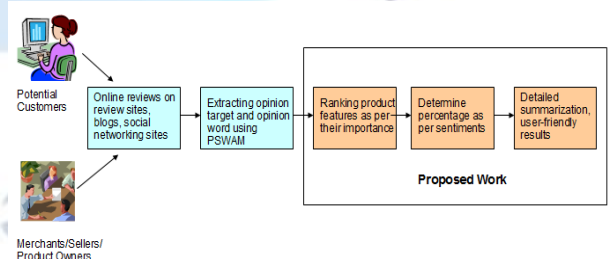 Potential
Customers
Online reviews on
review sites,
blogs, social
networking sites
Extracting opinion
target and opinion
word using
PSWAM
Ranking product
features as per
their importance
Determine
percentage as
per sentiments
Detailed
summarization,
user-friendly
results
Proposed Work
Merchants/Sellers/
Product Owners